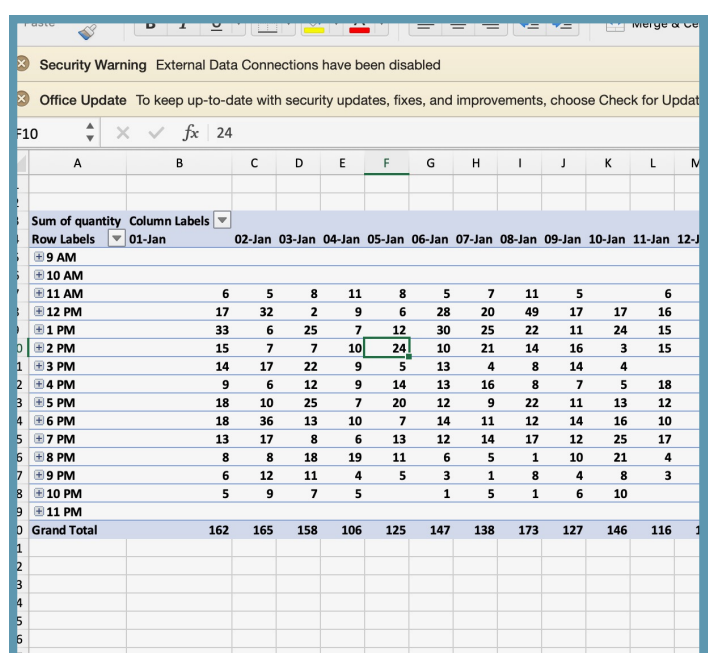 B I U Merge & Ce
Security Warning External Data Connections have been disabled
Office Update To keep up-to-date with security updates, fixes, and improvements, choose Check for Updat
F10 fx 24
A B C D E F G H I J K L M
Sum of quantity Column Labels
Row Labels 01-Jan 02-Jan 03-Jan 04-Jan 05-Jan 06-Jan 07-Jan 08-Jan 09-Jan 10-Jan 11-Jan 12-J
9 AM
10 AM
11 AM 6 5 8 11 8 5 7 11 5 6
12 PM 17 32 2 9 6 28 20 49 17 17 16
1 PM 33 6 25 7 12 30 25 22 11 24 15
2 PM 15 7 7 10 24 10 21 14 16 3 15
3 PM 14 17 22 9 5 13 4 8 14 4
4 PM 9 6 12 9 14 13 16 8 7 5 18
5 PM 18 10 25 7 20 12 9 22 11 13 12
6 PM 18 36 13 10 7 14 11 12 14 16 10
7 PM 13 17 8 6 13 12 14 17 12 25 17
8 PM 8 8 18 19 11 6 5 1 10 21 4
9 PM 6 12 11 4 5 3 1 8 4 8 3
10 PM 5 9 7 5 1 5 1 6 10
11 PM
Grand Total 162 165 158 106 125 147 138 173 127 146 116 1